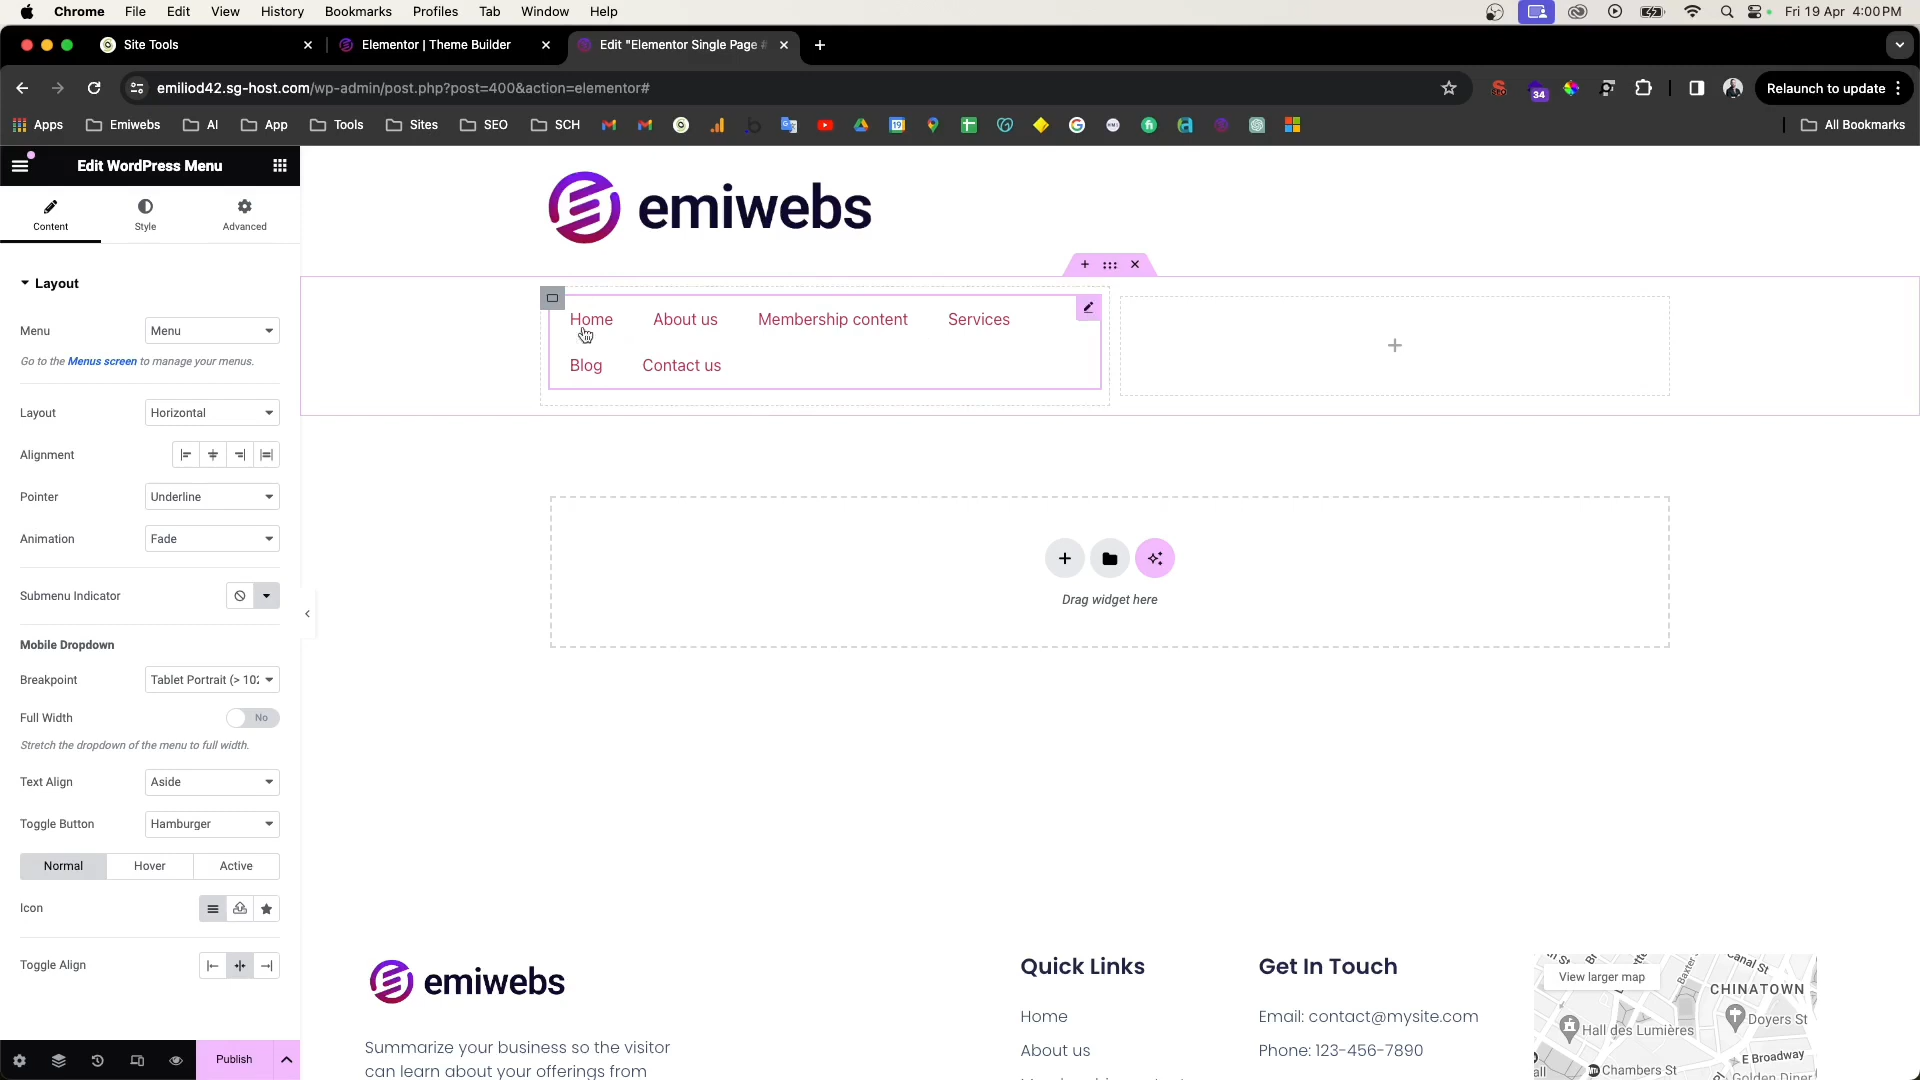 Chrome File Edit View History Bookmarks Profiles Tab Window Help Fri 19 Apr 4:00PM
Site Tools Elementor | Theme Builder Edit "Elementor Single Page #
emiliod42.sg-host.com/wp-admin/post.php?post=400&action=elementor# 34 Relaunch to update
Apps Emiwebs AI App Tools Sites SEO SCH All Bookmarks
Edit WordPress Menu
Content Style Advanced
Layout
Menu Menu
Go to the Menus screen to manage your menus.
Layout Horizontal
Alignment
Pointer Underline
Animation Fade
Submenu Indicator
Mobile Dropdown
Breakpoint Tablet Portrait (> 102
Full Width No
Stretch the dropdown of the menu to full width.
Text Align Aside
Toggle Button Hamburger
Normal Hover Active
Icon
Toggle Align
Publish
emiwebs
Home About us Membership content Services
Blog Contact us
Drag widget here
emiwebs
Summarize your business so the visitor
can learn about your offerings from
Quick Links
Home
About us
Get In Touch
Email: contact@mysite.com
Phone: 123-456-7890
View larger map
Canal St
Baxter
CHINATOWN
Hall des Lumières
Doyers St
E Broadway
Chambers St